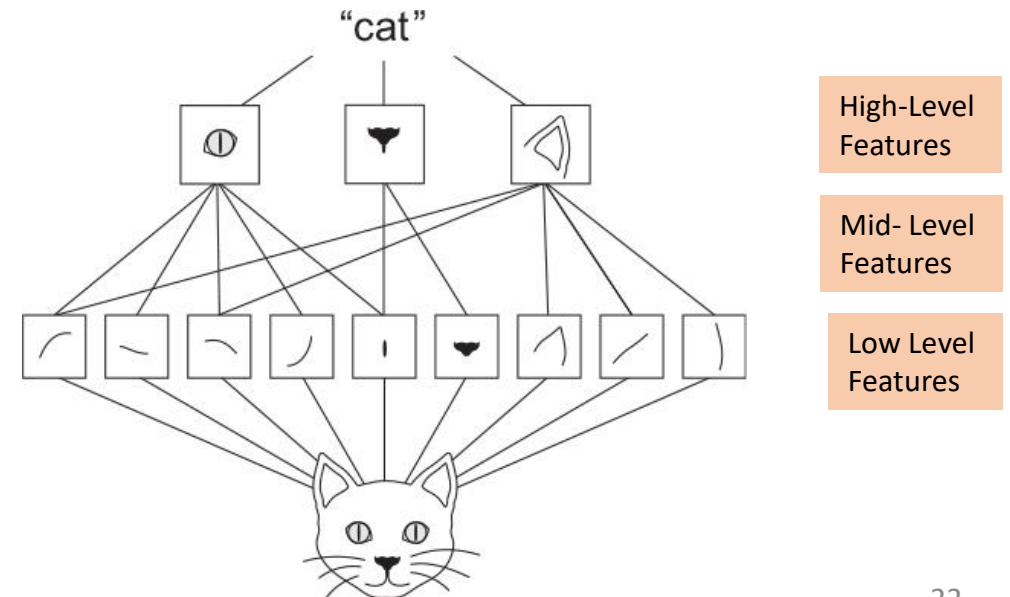 “cat”
High-Level
Features
Mid- Level
Features
Low Level
Features